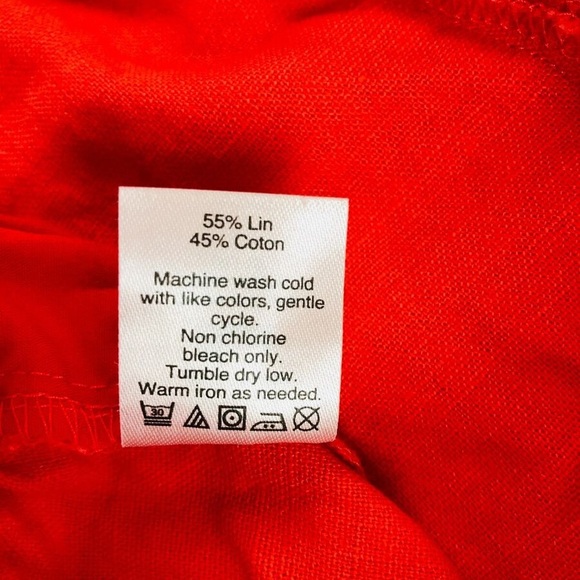 55% Lin
45% Coton
Machine wash cold
with like colors, gentle
cycle.
Non chlorine
bleach only.
Tumble dry low.
Warm iron as needed.
30